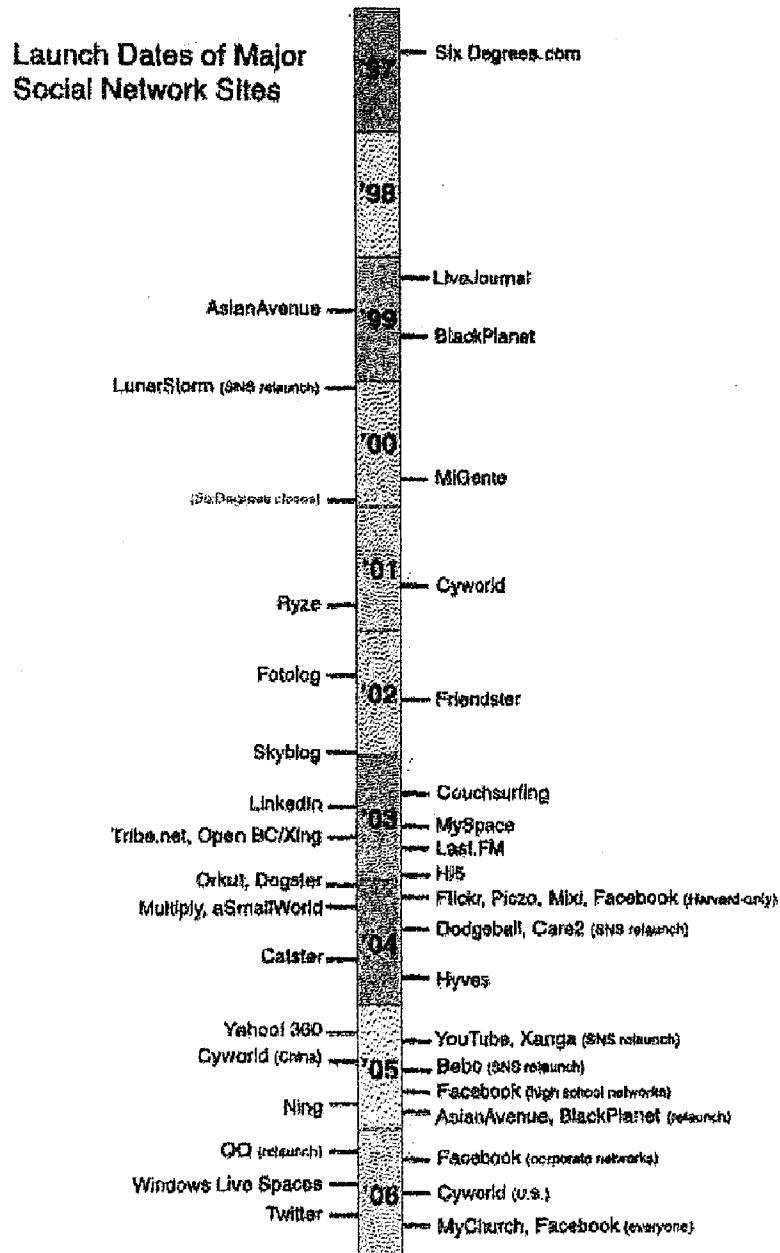 Launch Dates of Major
Social Network Sites
'97
Six Degrees.com
'98
LiveJournal
AsianAvenue
'99
BlackPlanet
LunarStorm (SNS relaunch)
'00
MiGente
(SixDegrees closes)
'01
Cyworld
Ryze
Fotolog
'02
Friendster
Skyblog
Couchsurfing
LinkedIn
'03
MySpace
Tribe.net, Open BC/Xing
Last.FM
Hi5
Orkut, Dogster
Flickr, Piczo, Mixi, Facebook (Harvard-only)
Multiply, aSmallWorld
Dodgeball, Care2 (SNS relaunch)
'04
Catster
Hyves
Yahoo! 360
YouTube, Xanga (SNS relaunch)
Cyworld (China)
'05
Bebo (SNS relaunch)
Facebook (high school networks)
Ning
AsianAvenue, BlackPlanet (relaunch)
QQ (relaunch)
Facebook (corporate networks)
Windows Live Spaces
'06
Cyworld (U.S.)
Twitter
MyChurch, Facebook (everyone)